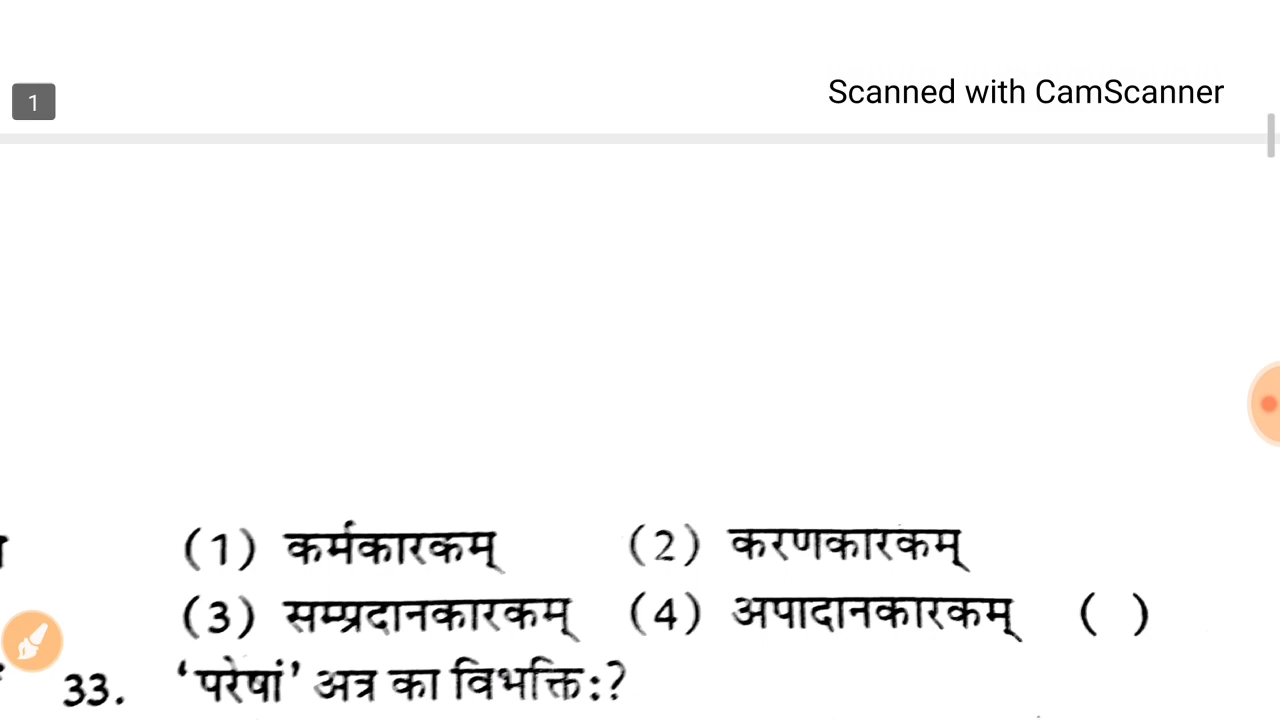 Scanned with CamScanner
1
(1) कर्मकारकम् (2) करणकारकम्
(3) सम्प्रदानकारकम् (4) अपादानकारकम् ( )
33. 'परेषां' अत्र का विभक्तिः?